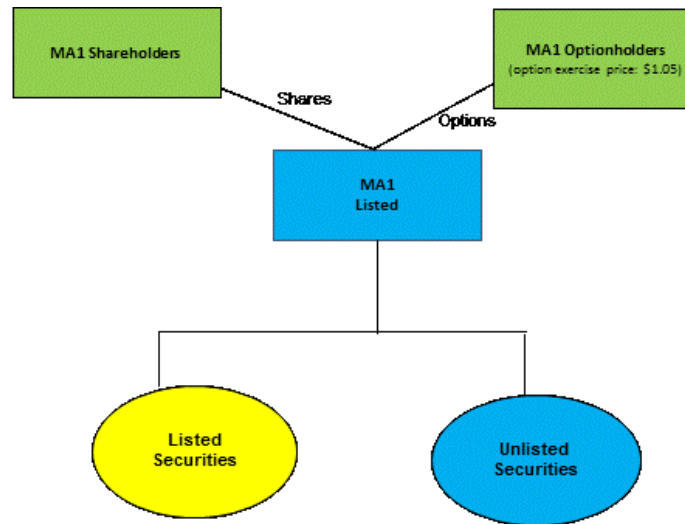 MA1 Shareholders
MA1 Optionholders
(option exercise price: $1.05)
Shares
Options
MA1
Listed
Listed
Securities
Unlisted
Securities